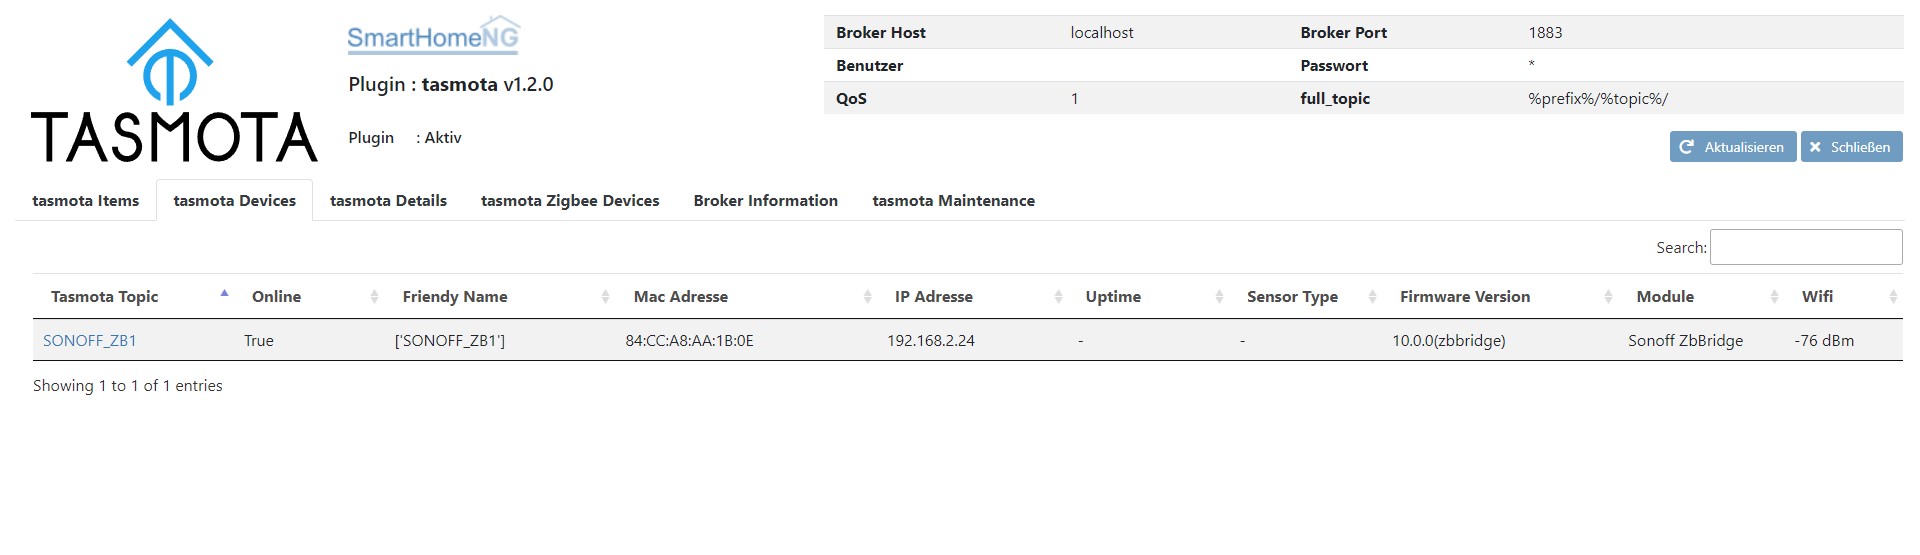 TASMOTA
SmartHomeNG
Plugin : tasmota v1.2.0
Plugin : Aktiv
Broker Host localhost Broker Port 1883
Benutzer Passwort *
QoS 1 full_topic %prefix%/%topic%/
Aktualisieren Schließen
tasmota Items tasmota Devices tasmota Details tasmota Zigbee Devices Broker Information tasmota Maintenance
Search:
Tasmota Topic Online Friendy Name Mac Adresse IP Adresse Uptime Sensor Type Firmware Version Module Wifi
SONOFF_ZB1 True ['SONOFF_ZB1'] 84:CC:A8:AA:1B:0E 192.168.2.24 - - 10.0.0(zbbridge) Sonoff ZbBridge -76 dBm
Showing 1 to 1 of 1 entries